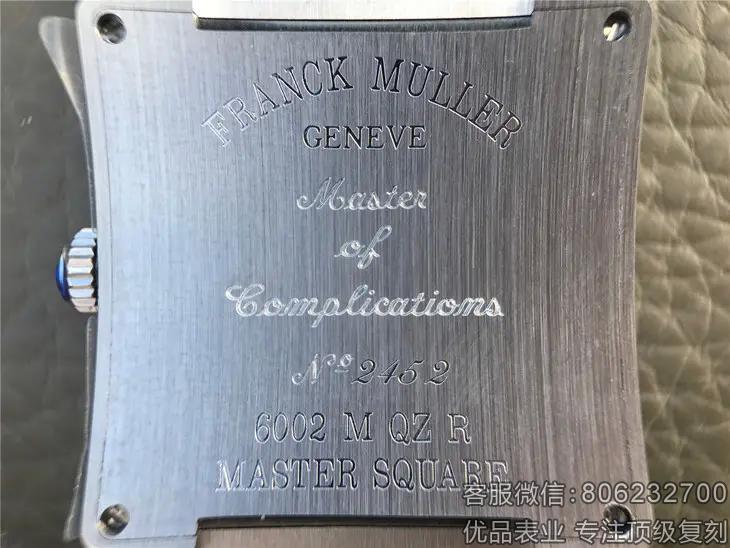 FRANCK MULLER
GENEVE
Master
of
Complications
Nº 2452
6002 M QZ R
MASTER SQUARE
客服微信:806232700
优品表业 专注顶级复刻